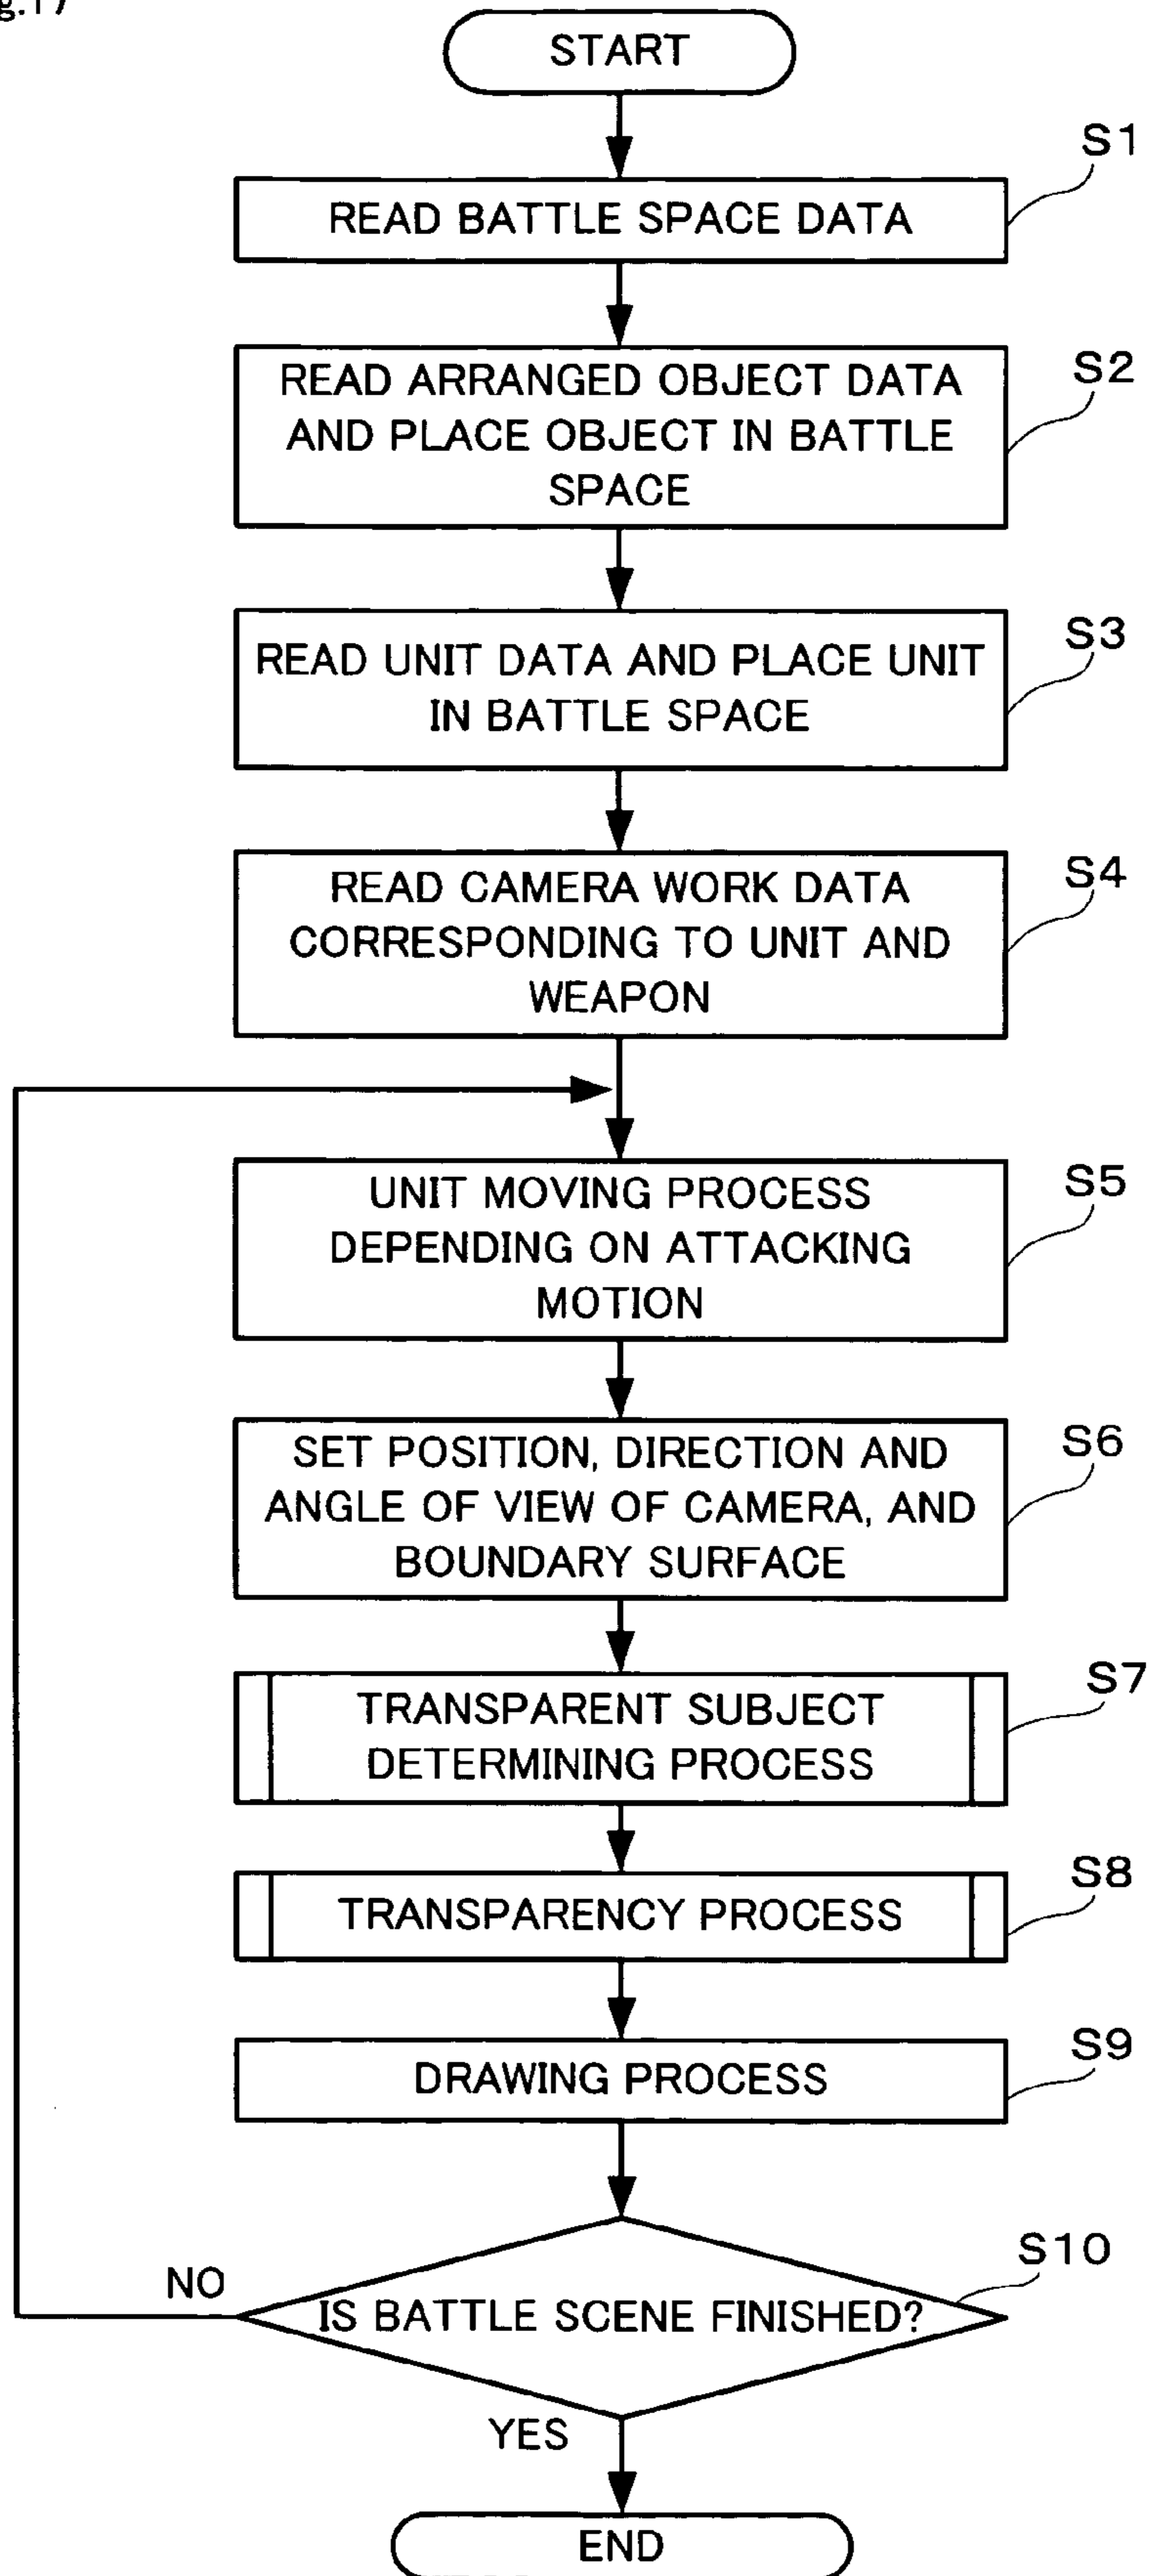 START
S1
READ BATTLE SPACE DATA
S2
READ ARRANGED OBJECT DATA
AND PLACE OBJECT IN BATTLE
SPACE
S3
READ UNIT DATA AND PLACE UNIT
IN BATTLE SPACE
S4
READ CAMERA WORK DATA
CORRESPONDING TO UNIT AND
WEAPON
S5
UNIT MOVING PROCESS
DEPENDING ON ATTACKING
MOTION
S6
SET POSITION, DIRECTION AND
ANGLE OF VIEW OF CAMERA, AND
BOUNDARY SURFACE
S7
TRANSPARENT SUBJECT
DETERMINING PROCESS
S8
TRANSPARENCY PROCESS
S9
DRAWING PROCESS
S10
NO
IS BATTLE SCENE FINISHED?
YES
END